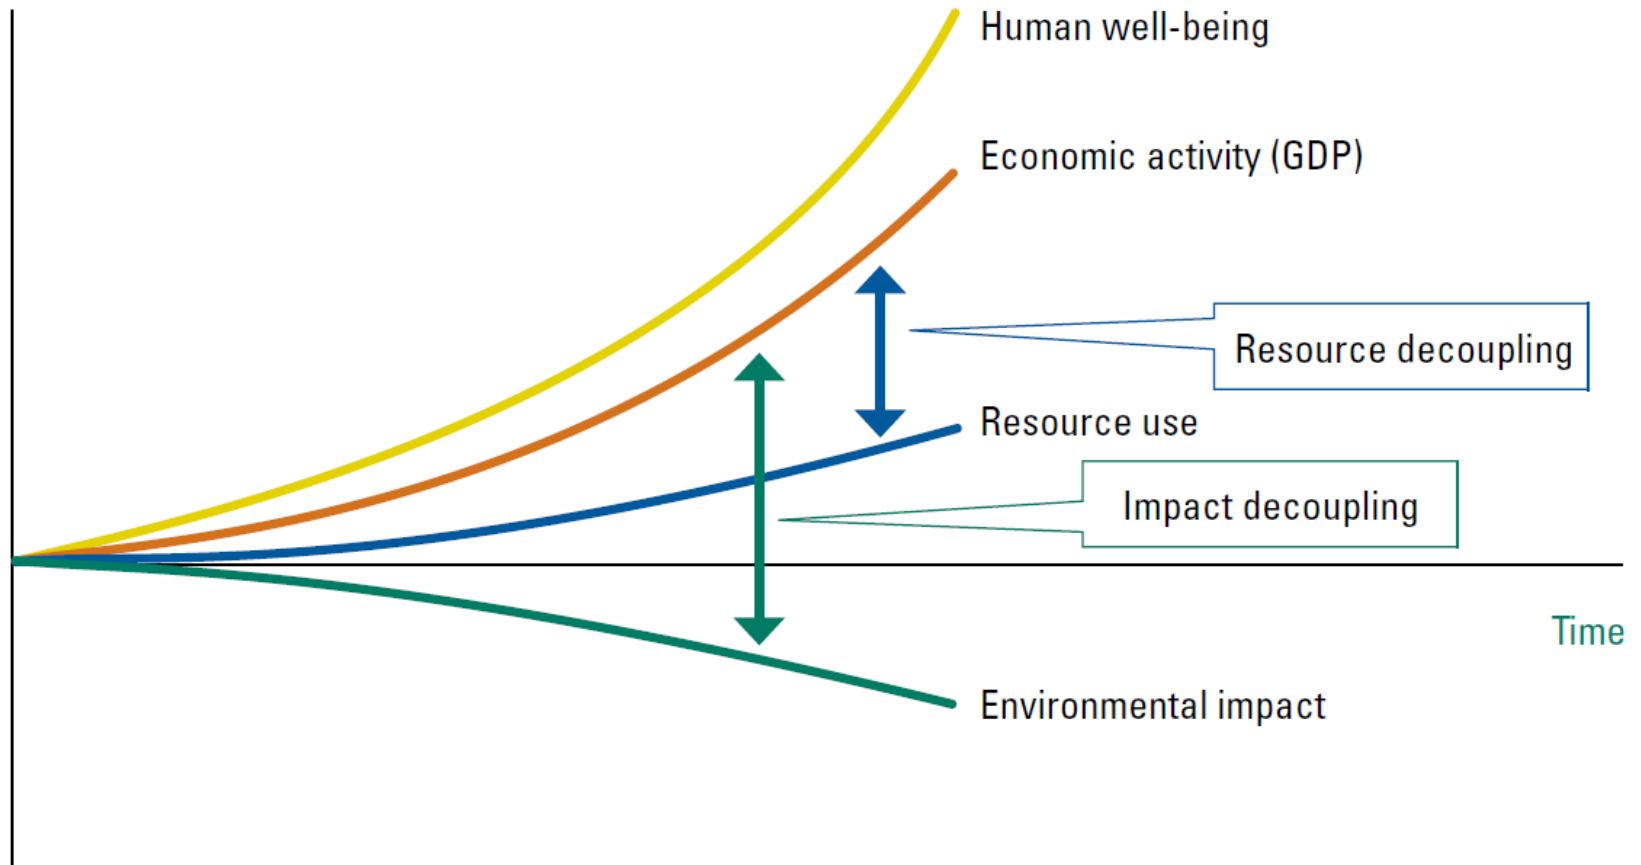 Human well-being
Economic activity (GDP)
Resource decoupling
Resource use
Impact decoupling
Time
Environmental impact